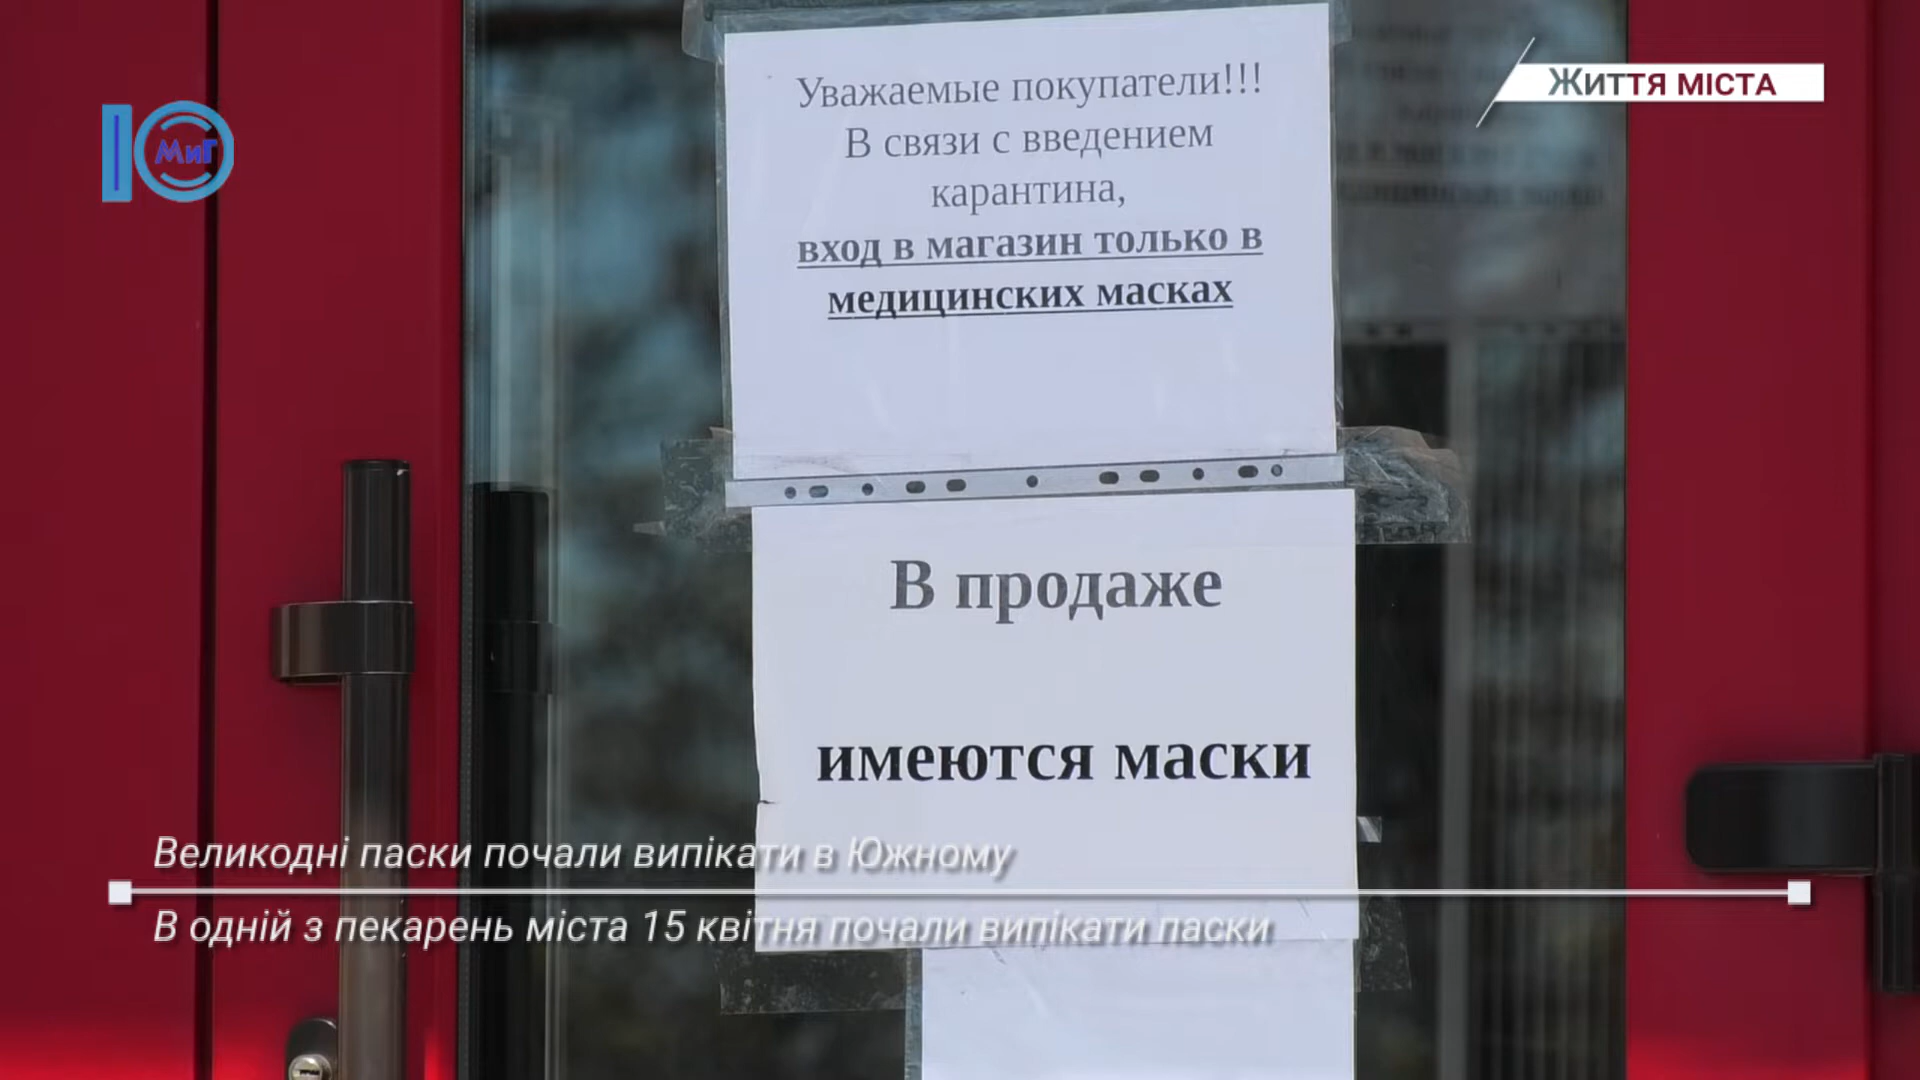 ЖИТТЯ МІСТА
МиГ
Уважаемые покупатели!!!
В связи с введением
карантина,
вход в магазин только в
медицинских масках
В продаже
имеются маски
Великодні паски почали випікати в Южному
В одній з пекарень міста 15 квітня почали випікати паски